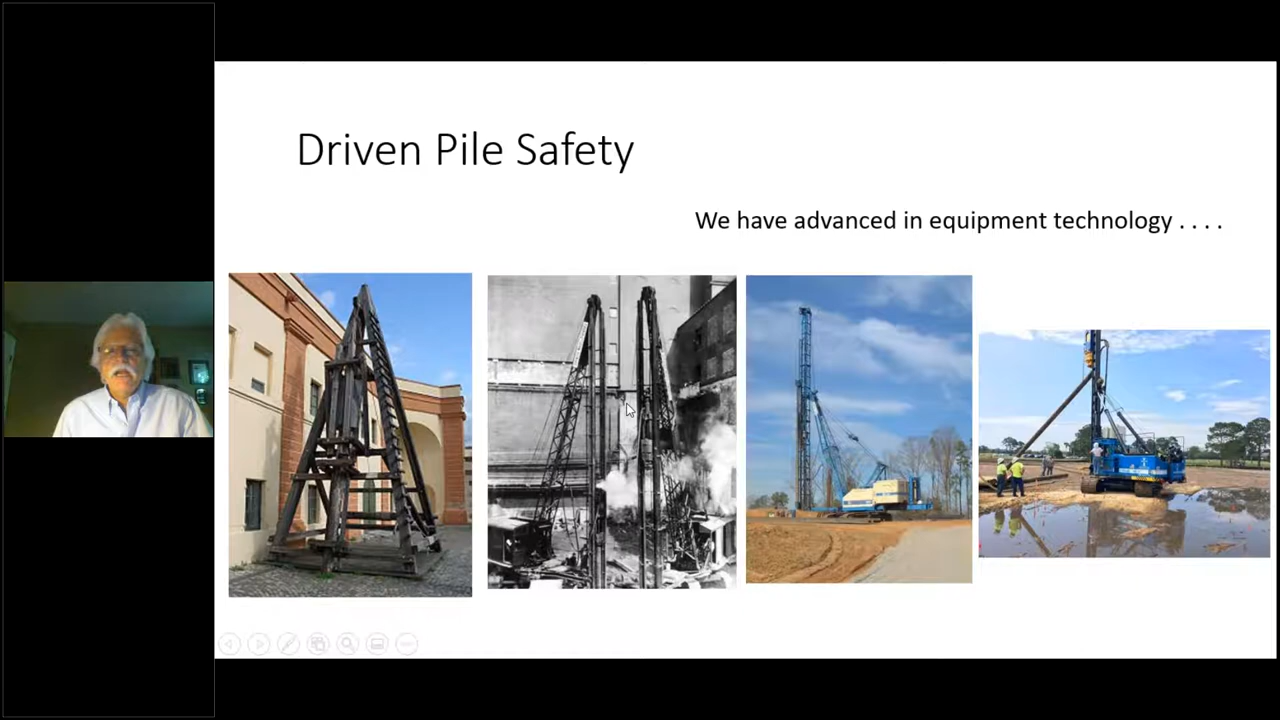 Driven Pile Safety
We have advanced in equipment technology . . . .